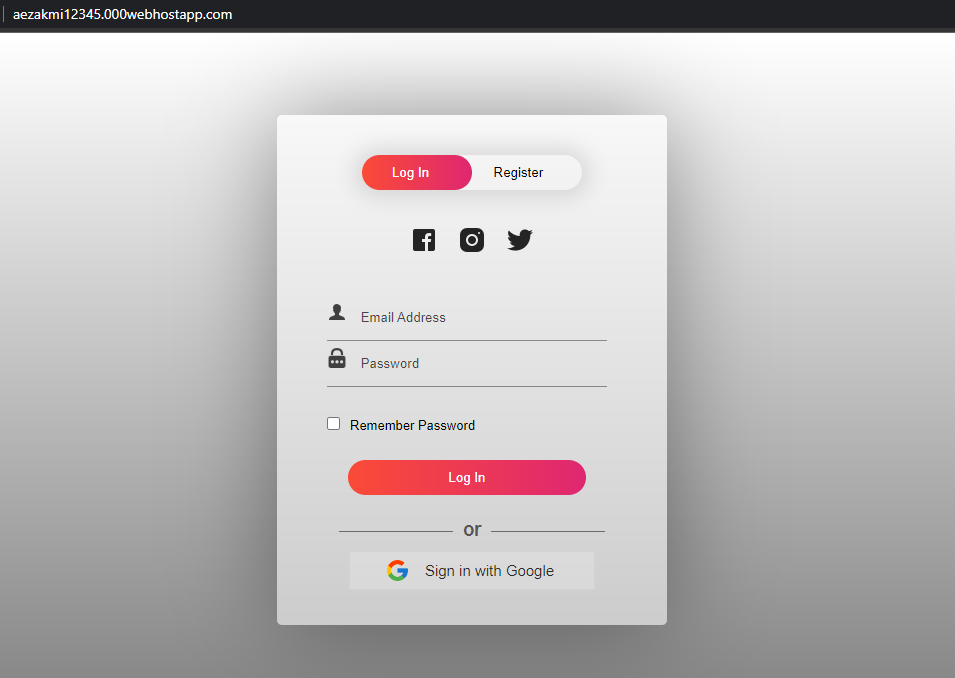 aezakmi12345.000webhostapp.com
Log In Register
Email Address
Password
Remember Password
Log In
or
Sign in with Google